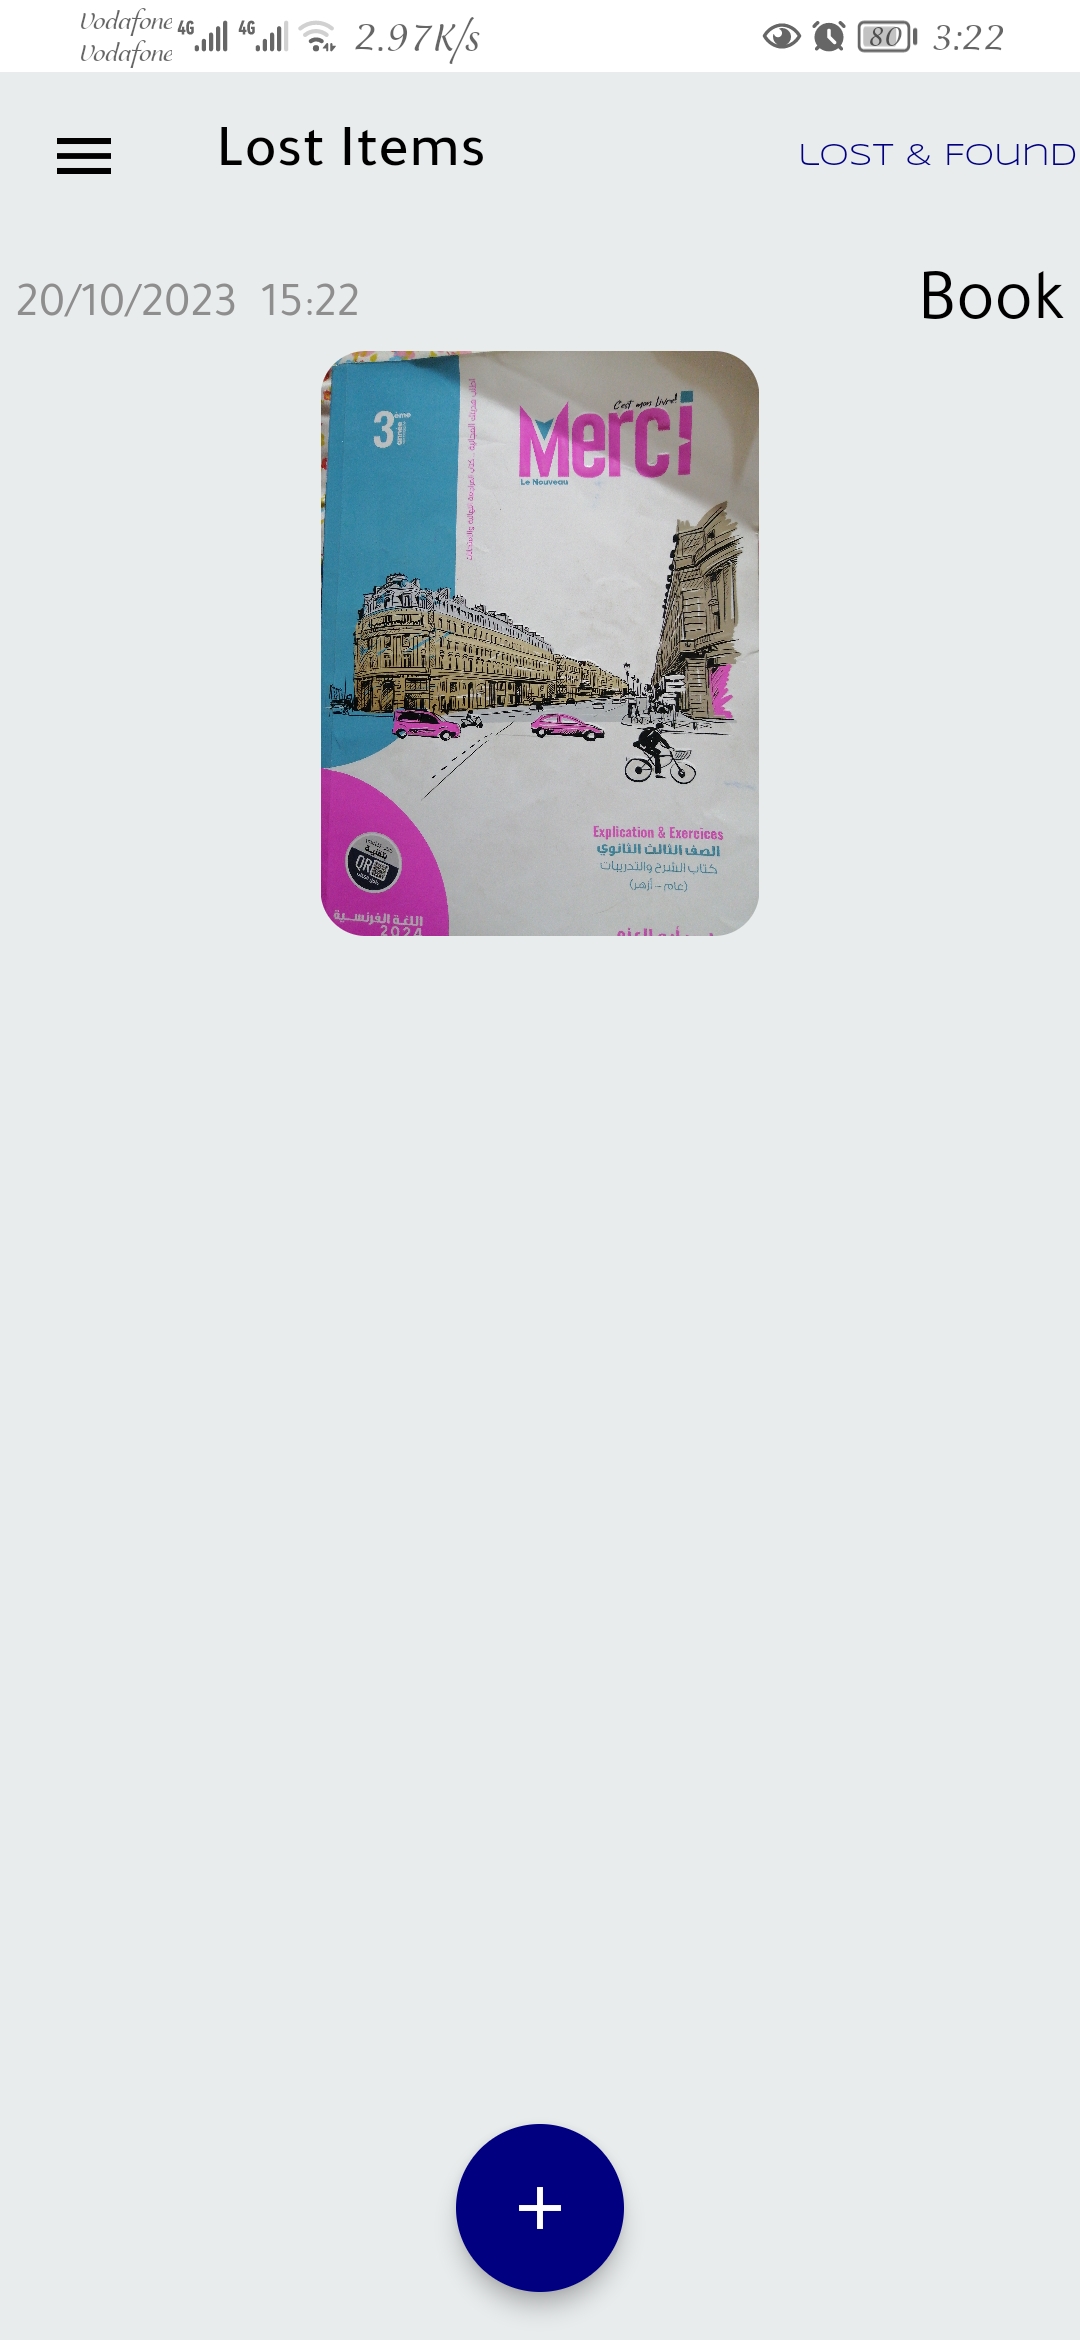 Vodafone
Vodafone
4G
4G
2.97K/s
80
3:22
Lost Items
LOST & FOUND
20/10/2023 15:22
Book
3ème
année
C'est mon Livre!
Merci
Le Nouveau
Explication & Exercices
الصف الثالث الثانوي
كتاب الشرح والتدريبات
(عام - أزهر)
بتقنية
QR
اللغة الفرنسية
2024